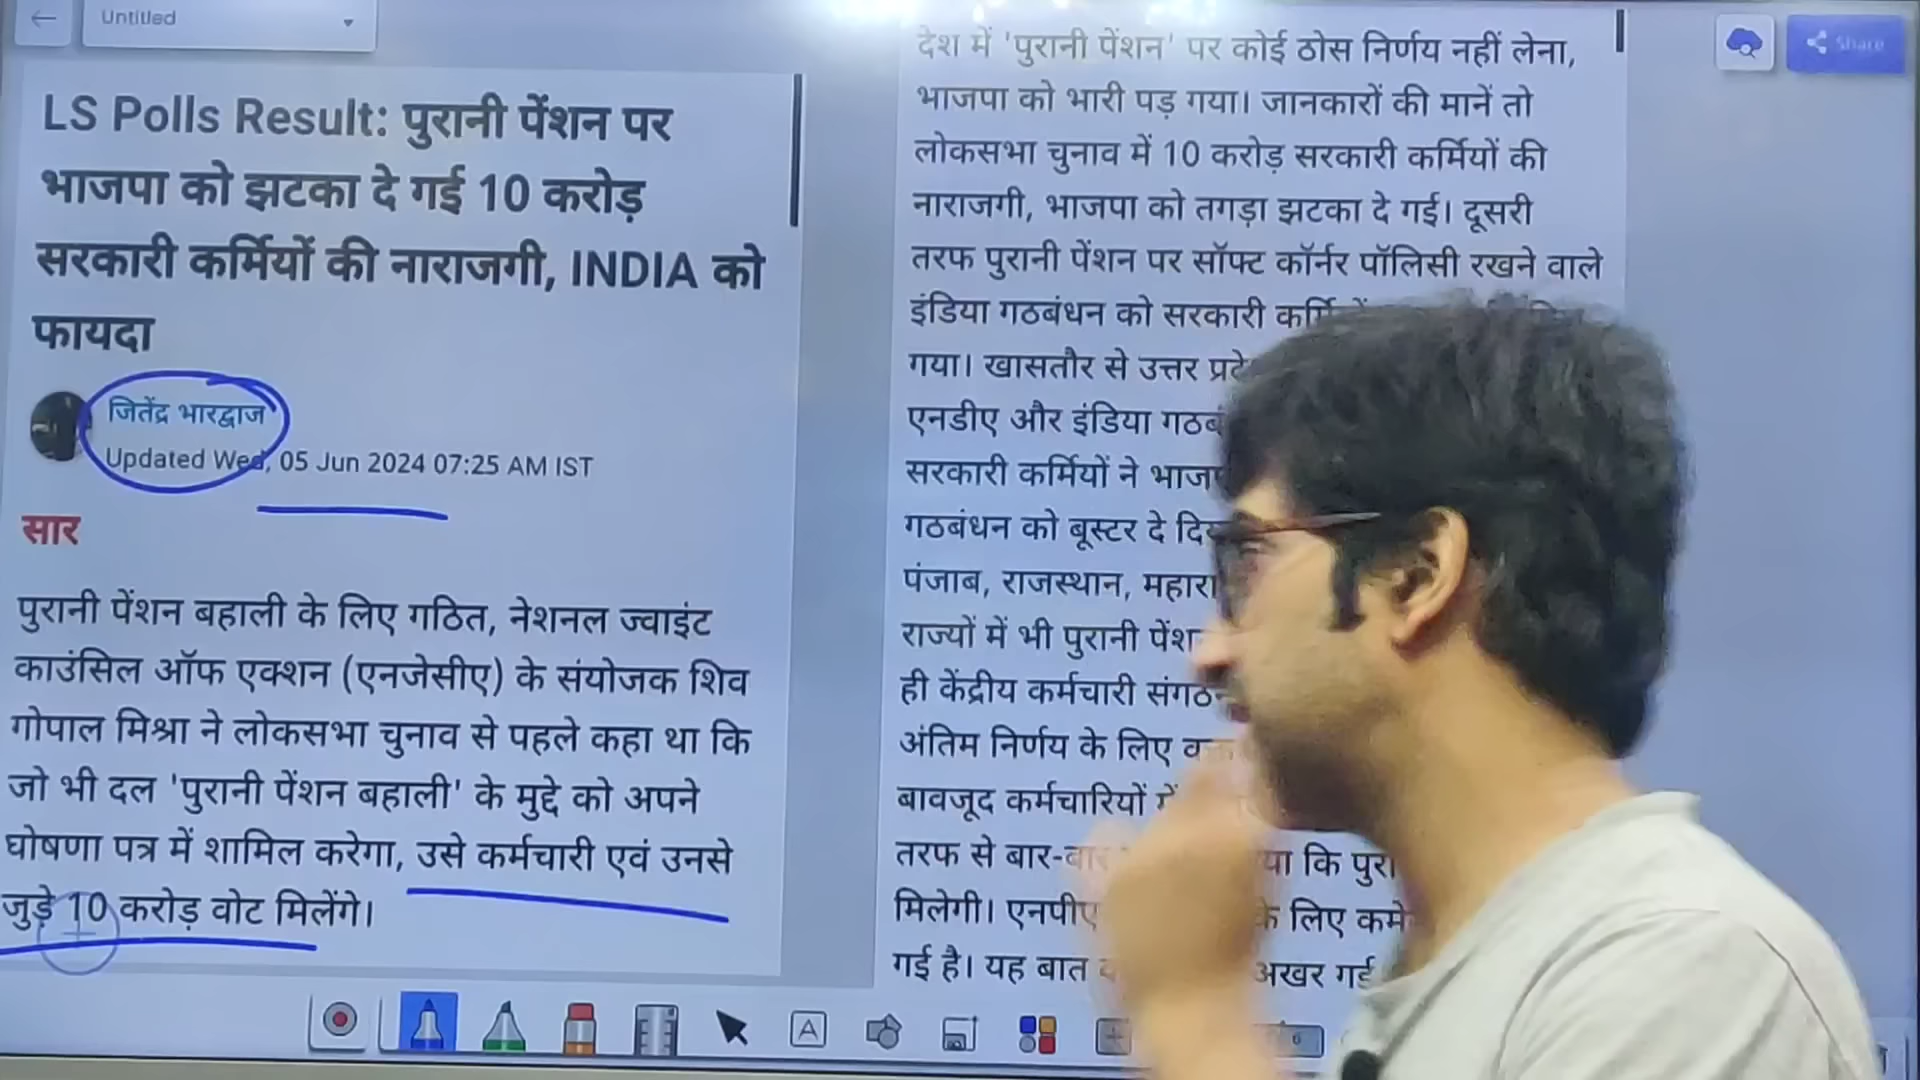 Untitled
Share
LS Polls Result: पुरानी पेंशन पर
भाजपा को झटका दे गई 10 करोड़
सरकारी कर्मियों की नाराजगी, INDIA को
फायदा
जितेंद्र भारद्वाज
Updated Wed, 05 Jun 2024 07:25 AM IST
सार
पुरानी पेंशन बहाली के लिए गठित, नेशनल ज्वाइंट
काउंसिल ऑफ एक्शन (एनजेसीए) के संयोजक शिव
गोपाल मिश्रा ने लोकसभा चुनाव से पहले कहा था कि
जो भी दल 'पुरानी पेंशन बहाली' के मुद्दे को अपने
घोषणा पत्र में शामिल करेगा, उसे कर्मचारी एवं उनसे
जुड़े 10 करोड़ वोट मिलेंगे।
देश में 'पुरानी पेंशन' पर कोई ठोस निर्णय नहीं लेना,
भाजपा को भारी पड़ गया। जानकारों की मानें तो
लोकसभा चुनाव में 10 करोड़ सरकारी कर्मियों की
नाराजगी, भाजपा को तगड़ा झटका दे गई। दूसरी
तरफ पुरानी पेंशन पर सॉफ्ट कॉर्नर पॉलिसी रखने वाले
इंडिया गठबंधन को सरकारी
गया। खासतौर से उत्तर
एनडीए और इंडिया
सरकारी कर्मियों ने
गठबंधन को बूस्टर दे
पंजाब, राजस्थान,
राज्यों में भी पुरानी
ही केंद्रीय कर्मचारी
अंतिम निर्णय के लिए
बावजूद कर्मचारियों
तरफ से कि
मिलेगी। के लिए
गई है। यह बात अखर
A
6